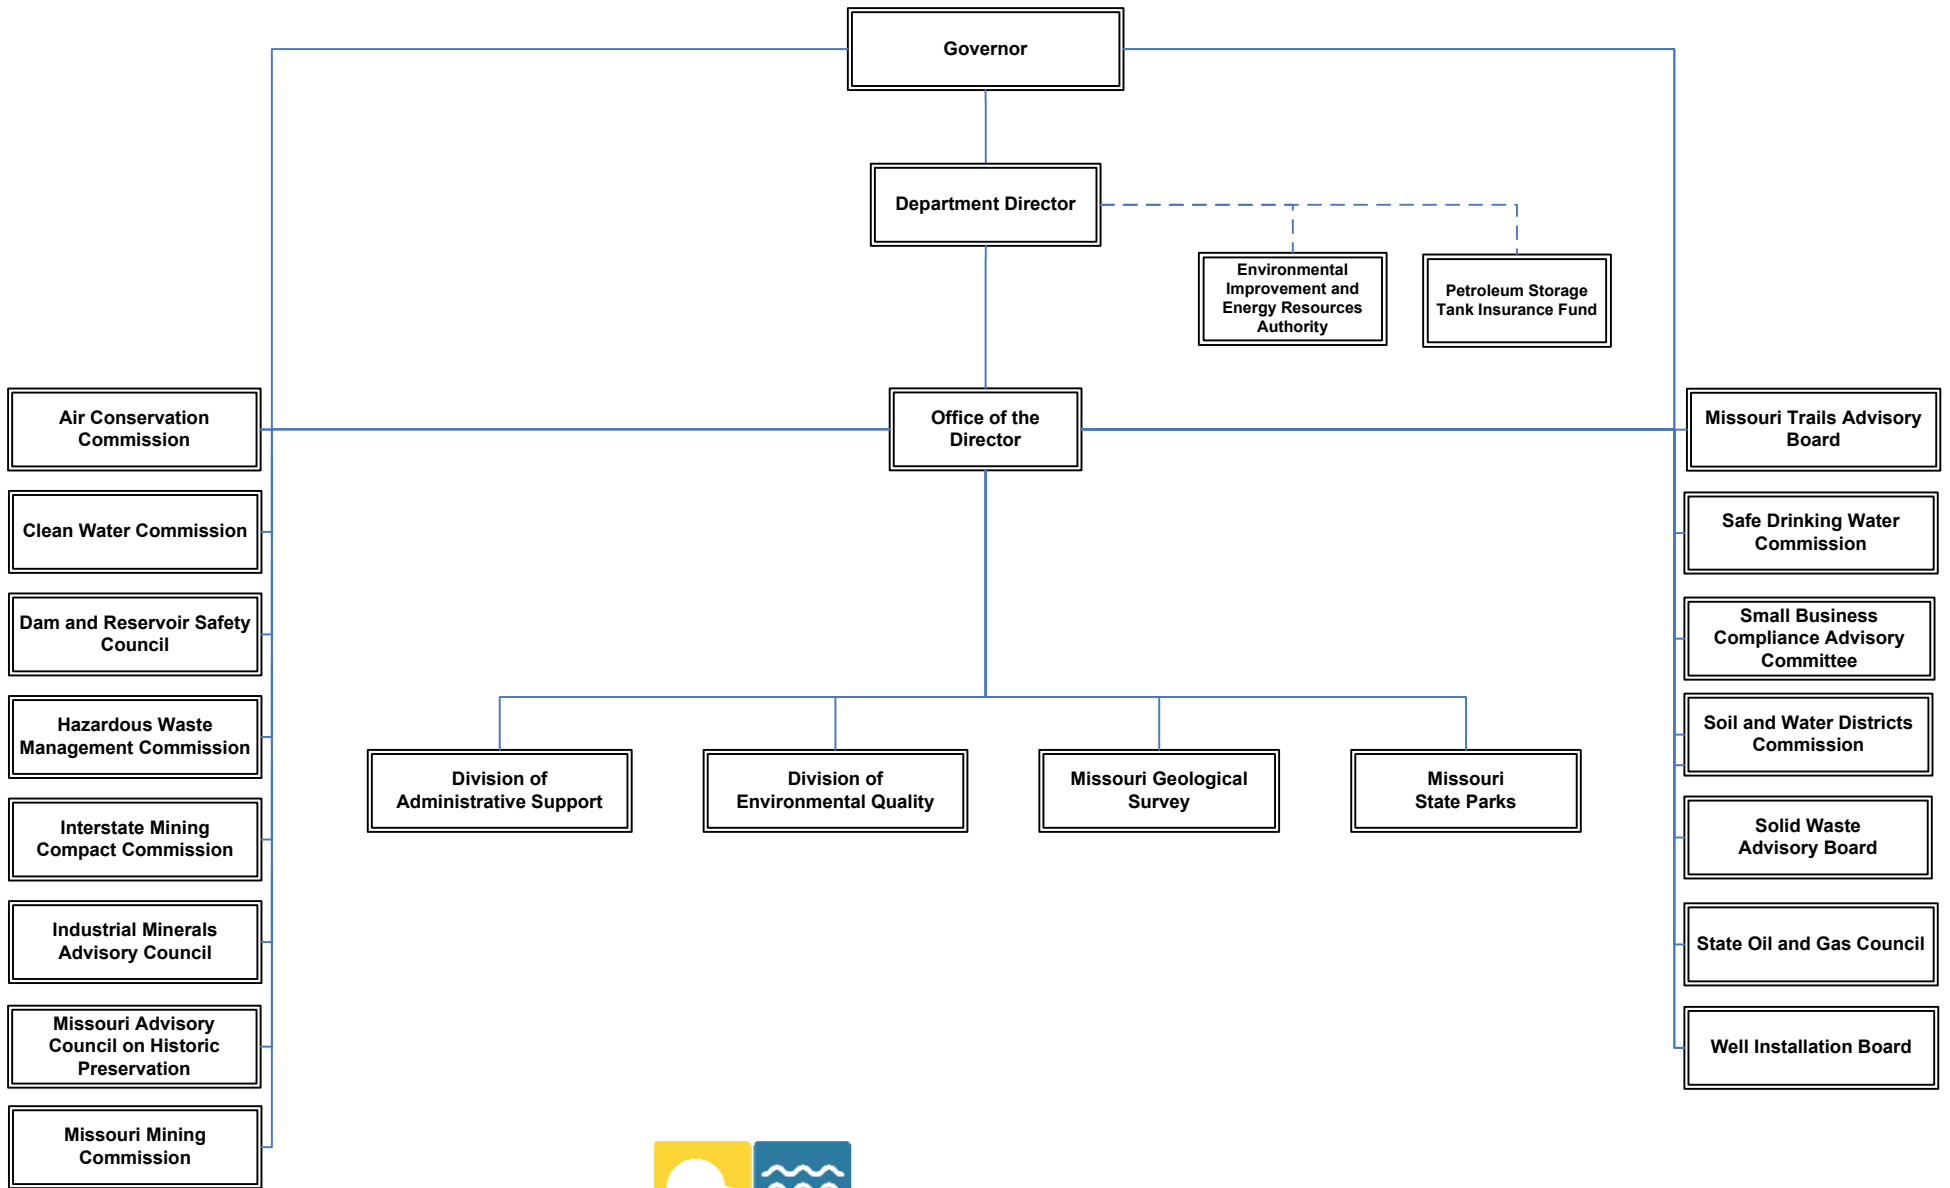 Governor
Department Director
Environmental
Improvement and
Energy Resources
Authority
Petroleum Storage
Tank Insurance Fund
Office of the
Director
Air Conservation
Commission
Clean Water Commission
Dam and Reservoir Safety
Council
Hazardous Waste
Management Commission
Interstate Mining
Compact Commission
Industrial Minerals
Advisory Council
Missouri Advisory
Council on Historic
Preservation
Missouri Mining
Commission
Division of
Administrative Support
Division of
Environmental Quality
Missouri Geological
Survey
Missouri
State Parks
Missouri Trails Advisory
Board
Safe Drinking Water
Commission
Small Business
Compliance Advisory
Committee
Soil and Water Districts
Commission
Solid Waste
Advisory Board
State Oil and Gas Council
Well Installation Board